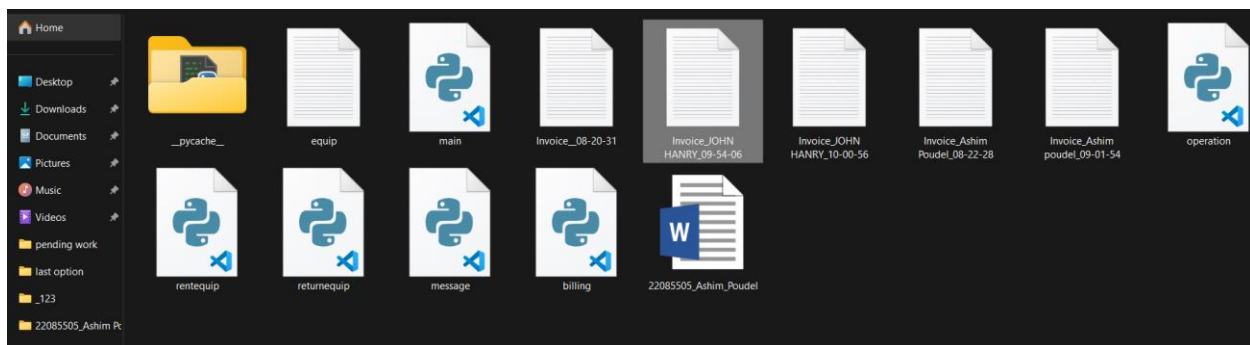 Home
Desktop
Downloads
Documents
Pictures
Music
Videos
pending work
last option
_123
22085505_Ashim Pc
__pycache__
equip
main
Invoice__08-20-31
Invoice_JOHN
HANRY_09-54-06
Invoice_JOHN
HANRY_10-00-56
Invoice_Ashim
Poudel_08-22-28
Invoice_Ashim
poudel_09-01-54
operation
rentequip
returnequip
message
billing
W
22085505_Ashim_Poudel